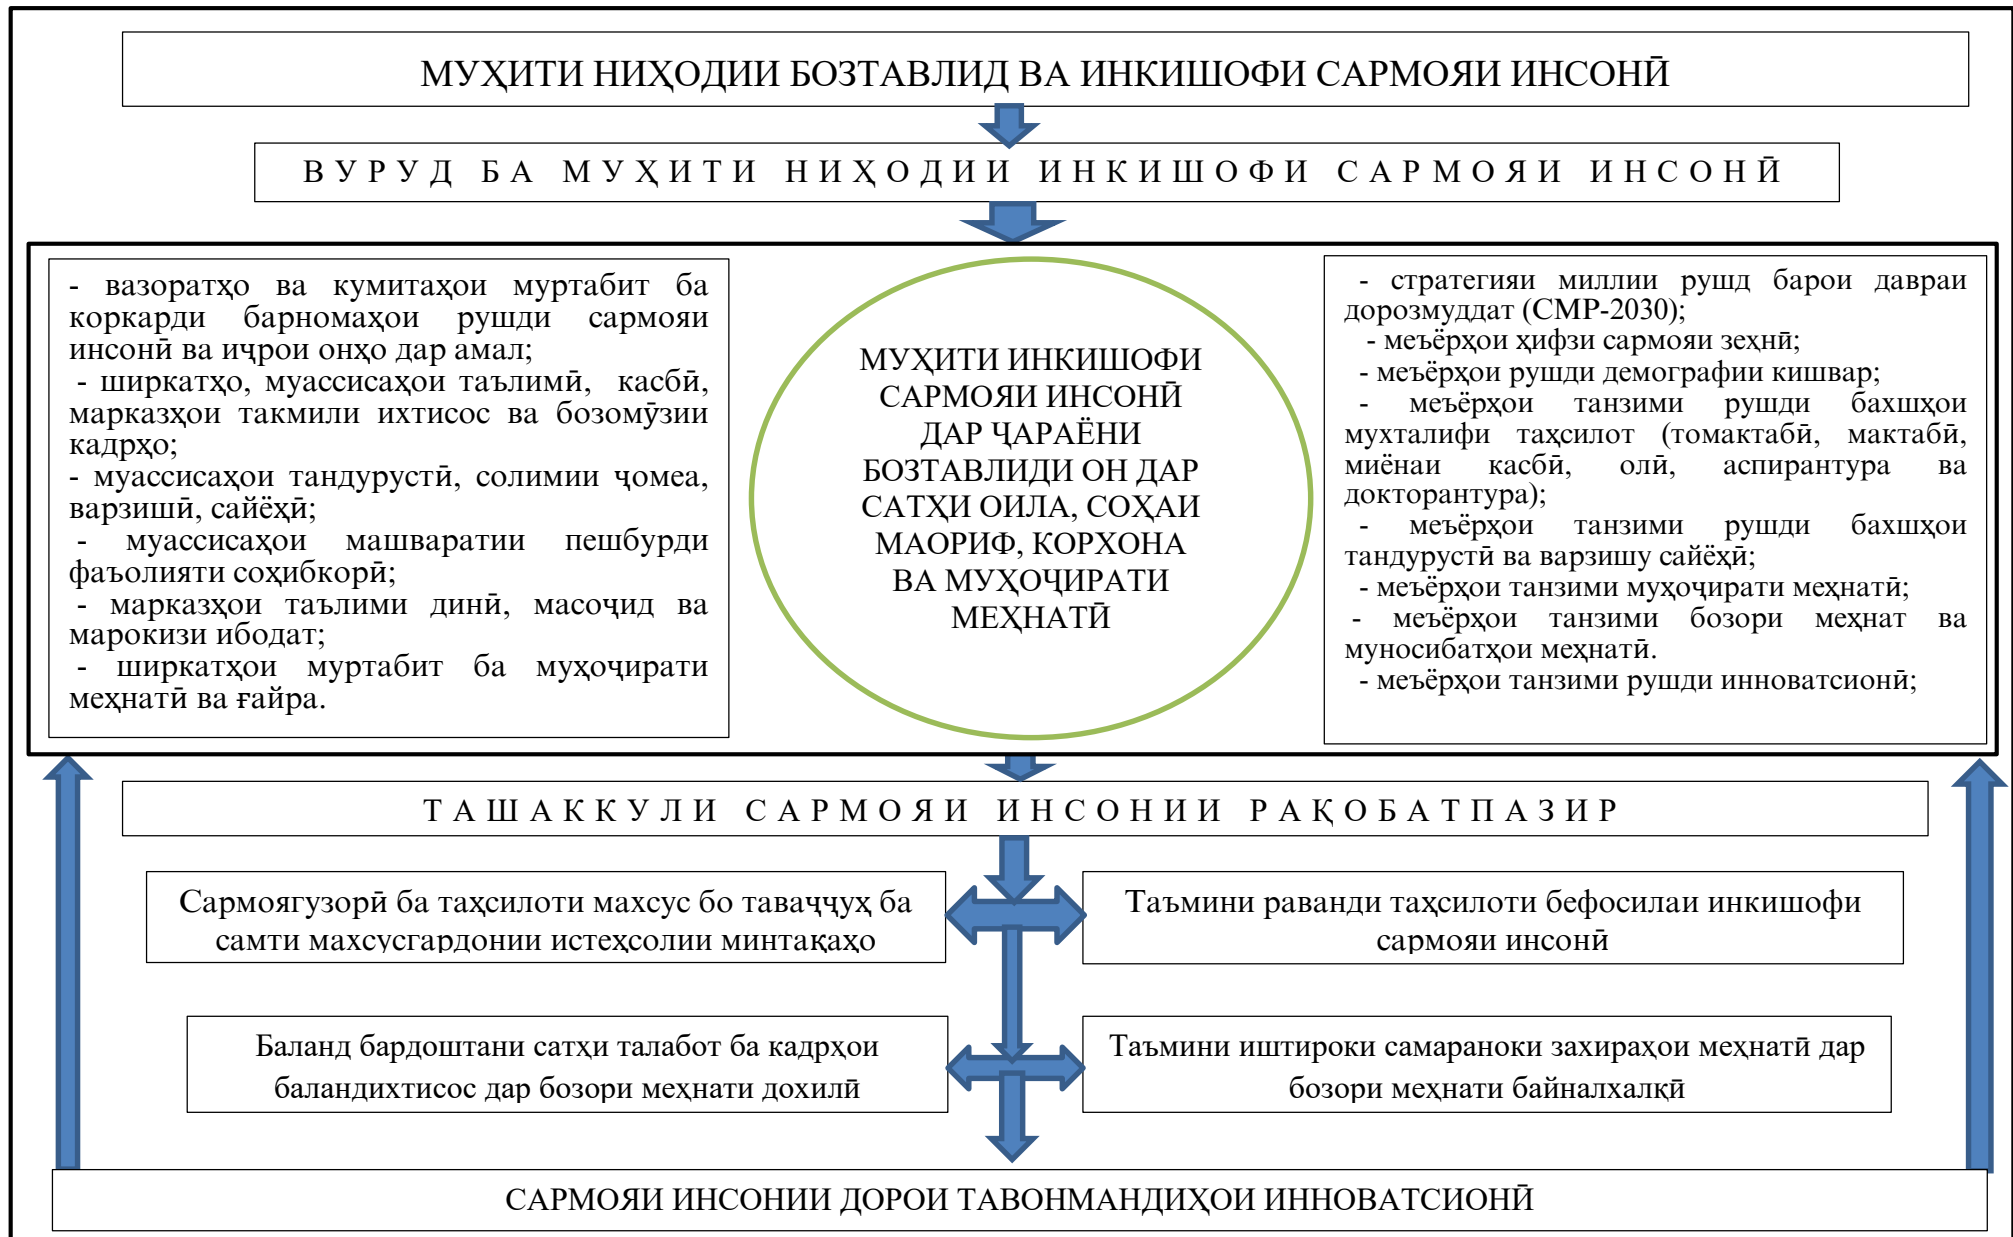 МУҲИТИ НИҲОДИИ БОЗТАВЛИД ВА ИНКИШОФИ САРМОЯИ ИНСОНӢ
ВУРУД БА МУҲИТИ НИҲОДИИ ИНКИШОФИ САРМОЯИ ИНСОНӢ
- вазоратҳо ва кумитаҳои муртабит ба
коркарди барномаҳои рушди сармояи
инсонӣ ва иҷрои онҳо дар амал;
- ширкатҳо, муассисаҳои таълимӣ, касбӣ,
марказҳои такмили ихтисос ва бозомӯзии
кадрҳо;
- муассисаҳои тандурустӣ, солимии ҷомеа,
варзишӣ, сайёҳӣ;
- муассисаҳои машваратии пешбурди
фаъолияти соҳибкорӣ;
- марказҳои таълими динӣ, масоҷид ва
марокизи ибодат;
- ширкатҳои муртабит ба муҳоҷирати
меҳнатӣ ва ғайра.
МУҲИТИ ИНКИШОФИ
САРМОЯИ ИНСОНӢ
ДАР ҶАРАЁНИ
БОЗТАВЛИДИ ОН ДАР
САТҲИ ОИЛА, СОҲАИ
МАОРИФ, КОРХОНА
ВА МУҲОҶИРАТИ
МЕҲНАТӢ
- стратегияи миллии рушд барои давраи
дорозмуддат (СМР-2030);
- меъёрҳои ҳифзи сармояи зеҳнӣ;
- меъёрҳои рушди демографии кишвар;
- меъёрҳои танзими рушди бахшҳои
мухталифи таҳсилот (томактабӣ, мактабӣ,
миёнаи касбӣ, олӣ, аспирантура ва
докторантура);
- меъёрҳои танзими рушди бахшҳои
тандурустӣ ва варзишу сайёҳӣ;
- меъёрҳои танзими муҳоҷирати меҳнатӣ;
- меъёрҳои танзими бозори меҳнат ва
муносибатҳои меҳнатӣ.
- меъёрҳои танзими рушди инноватсионӣ;
ТАШАККУЛИ САРМОЯИ ИНСОНИИ РАҚОБАТПАЗИР
Сармоягузорӣ ба таҳсилоти махсус бо таваҷҷуҳ ба
самти махсусгардонии истеҳсолии минтақаҳо
Таъмини раванди таҳсилоти бефосилаи инкишофи
сармояи инсонӣ
Баланд бардоштани сатҳи талабот ба кадрҳои
баландихтисос дар бозори меҳнати дохилӣ
Таъмини иштироки самараноки захираҳои меҳнатӣ дар
бозори меҳнати байналхалқӣ
САРМОЯИ ИНСОНИИ ДОРОИ ТАВОНМАНДИҲОИ ИННОВАТСИОНӢ